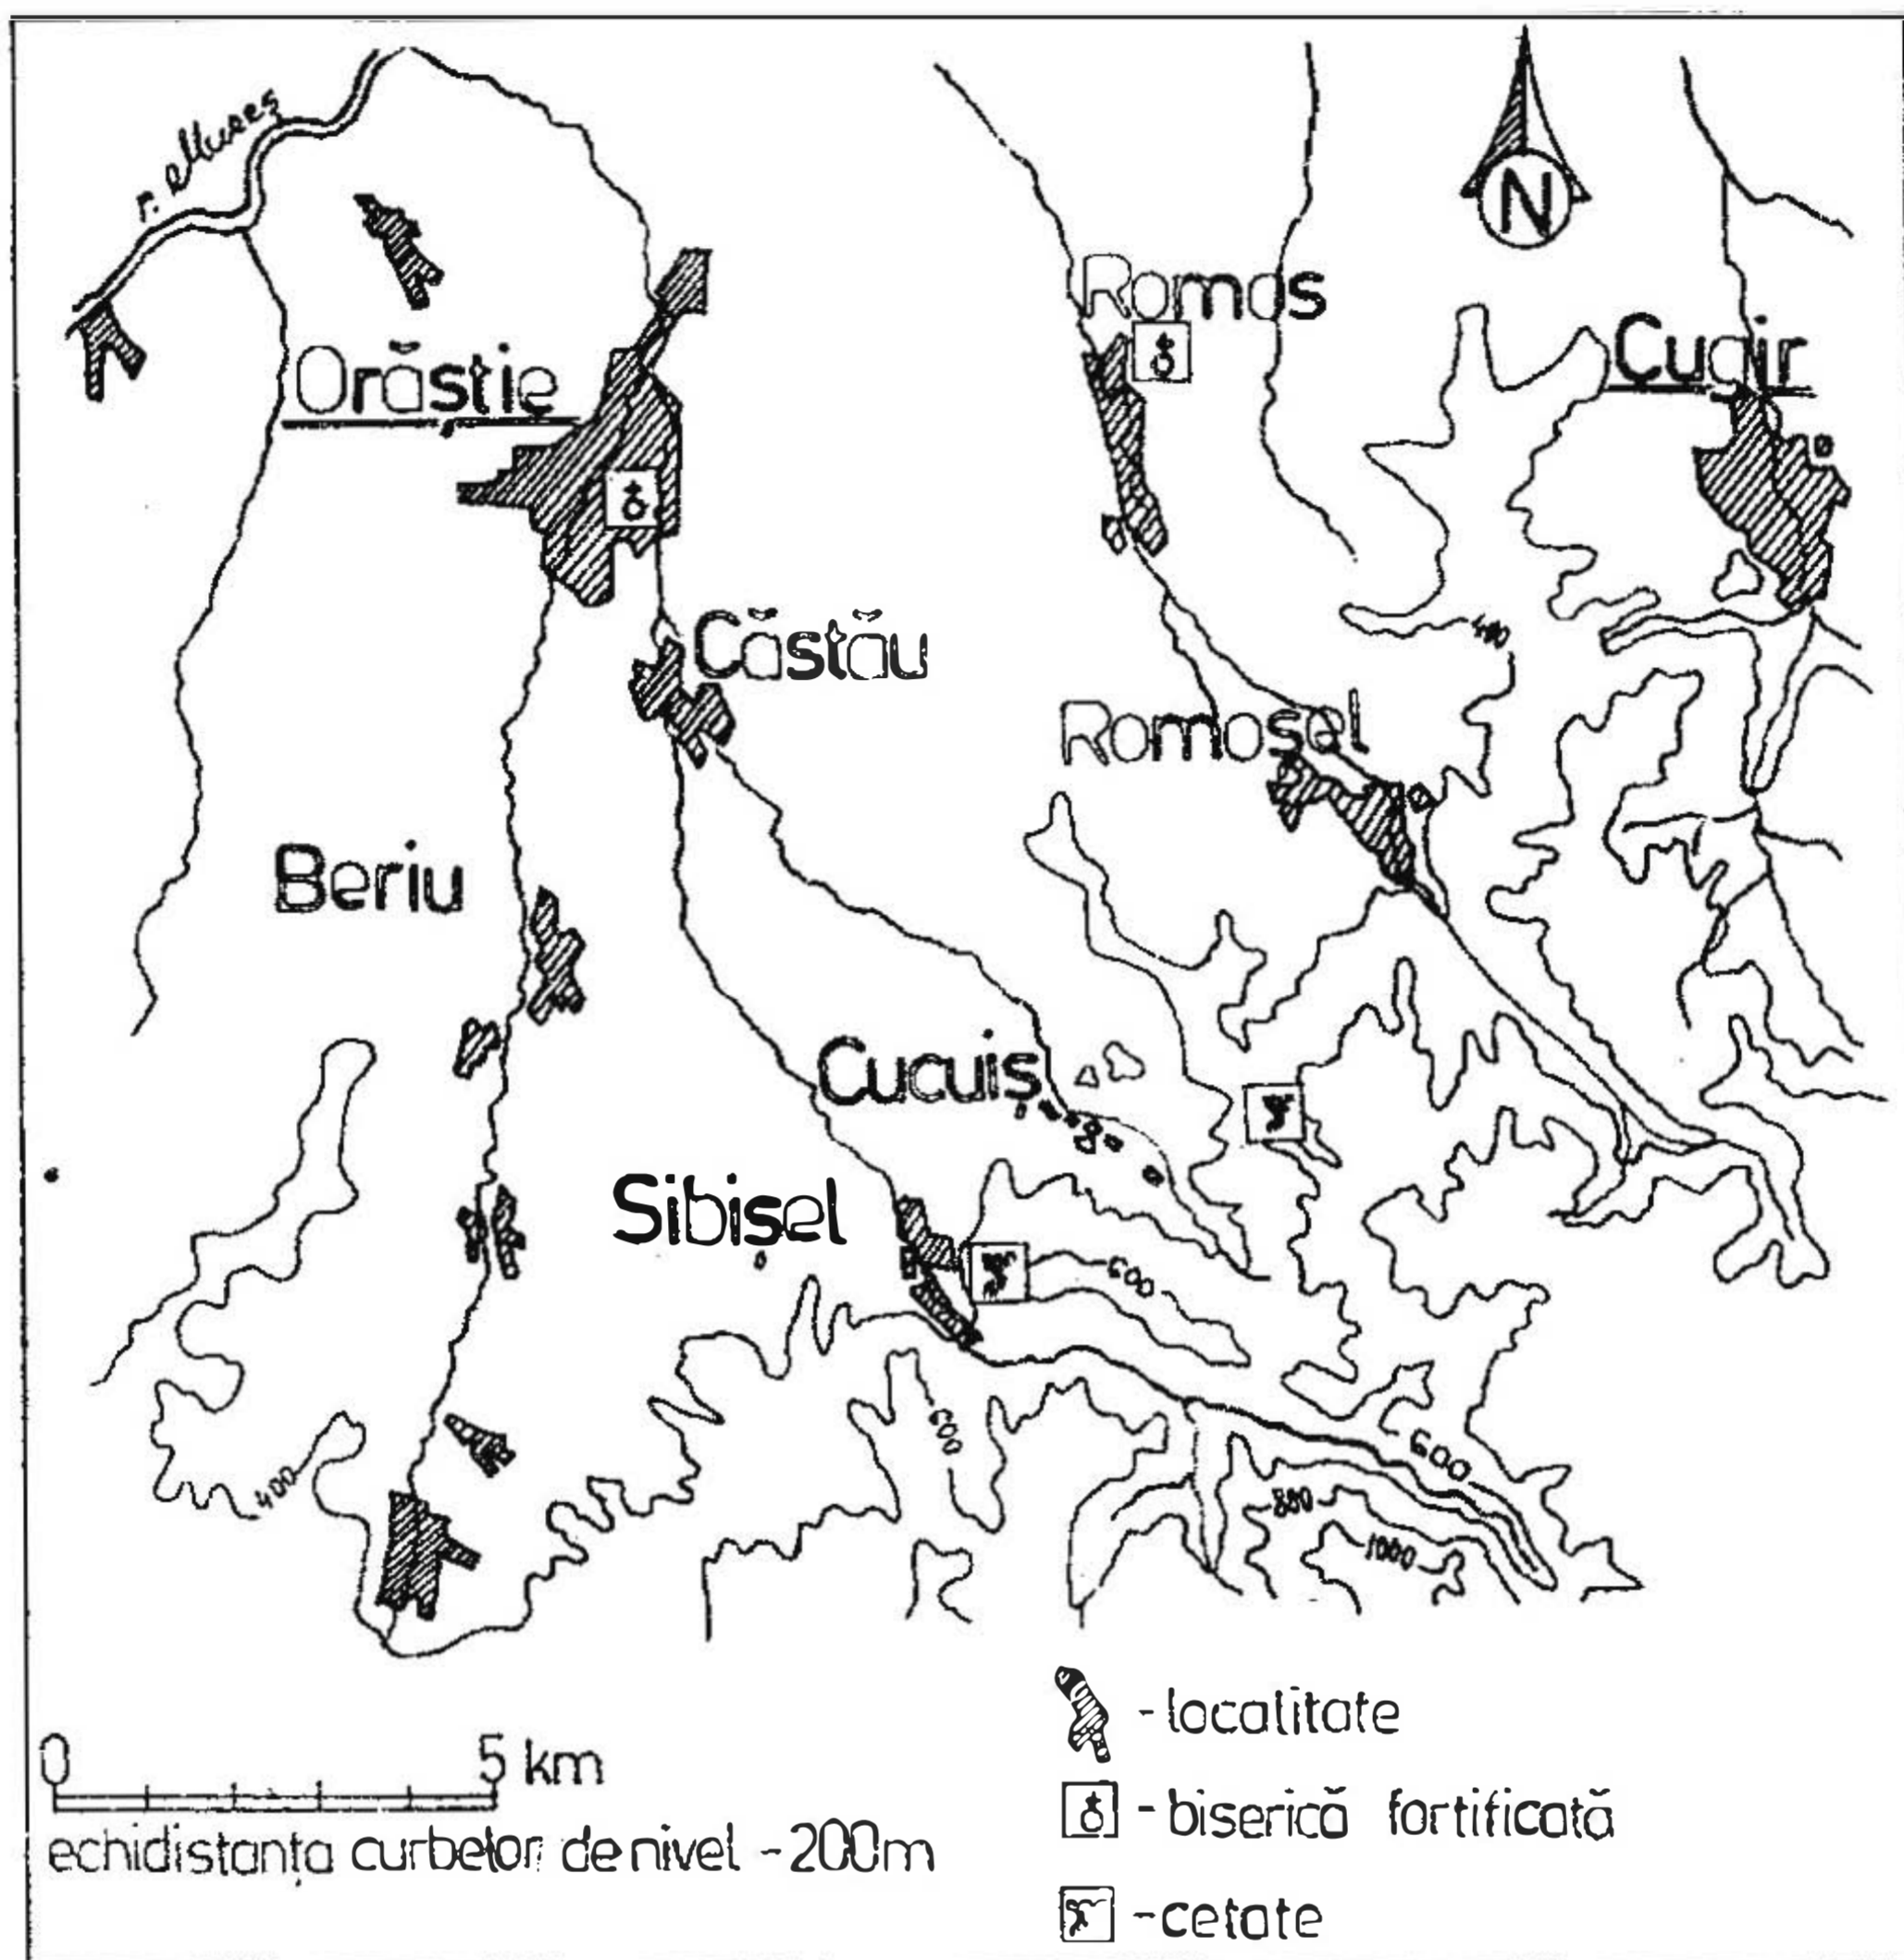 r. Mureș
N
Romos
Cugir
Orăștie
Căstău
400
Romoșel
Beriu
Cucuiș
Sibișel
600
600
600
400
800
1000
0 5 km
echidistanța curbelor de nivel - 200m
- localitate
- biserică fortificată
- cetate